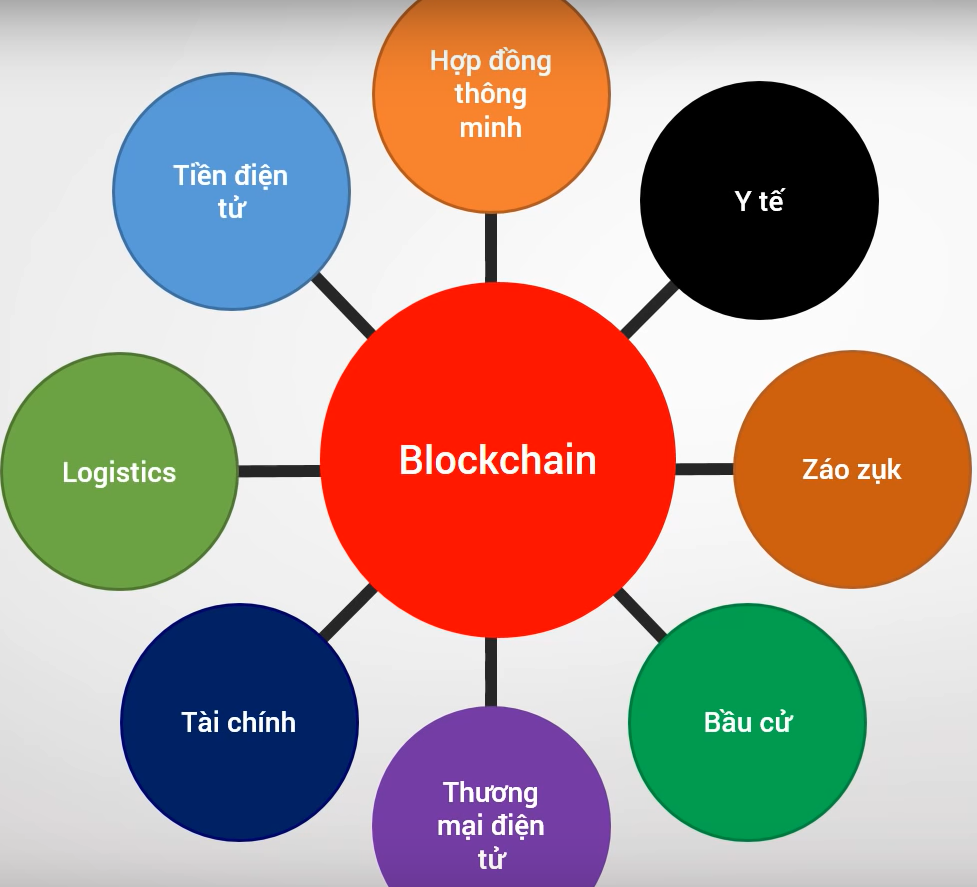 Hợp đồng
thông
minh
Tiền điện
tử
Y tế
Blockchain
Logistics
Záo zụk
Tài chính
Bầu cử
Thương
mại điện
tử